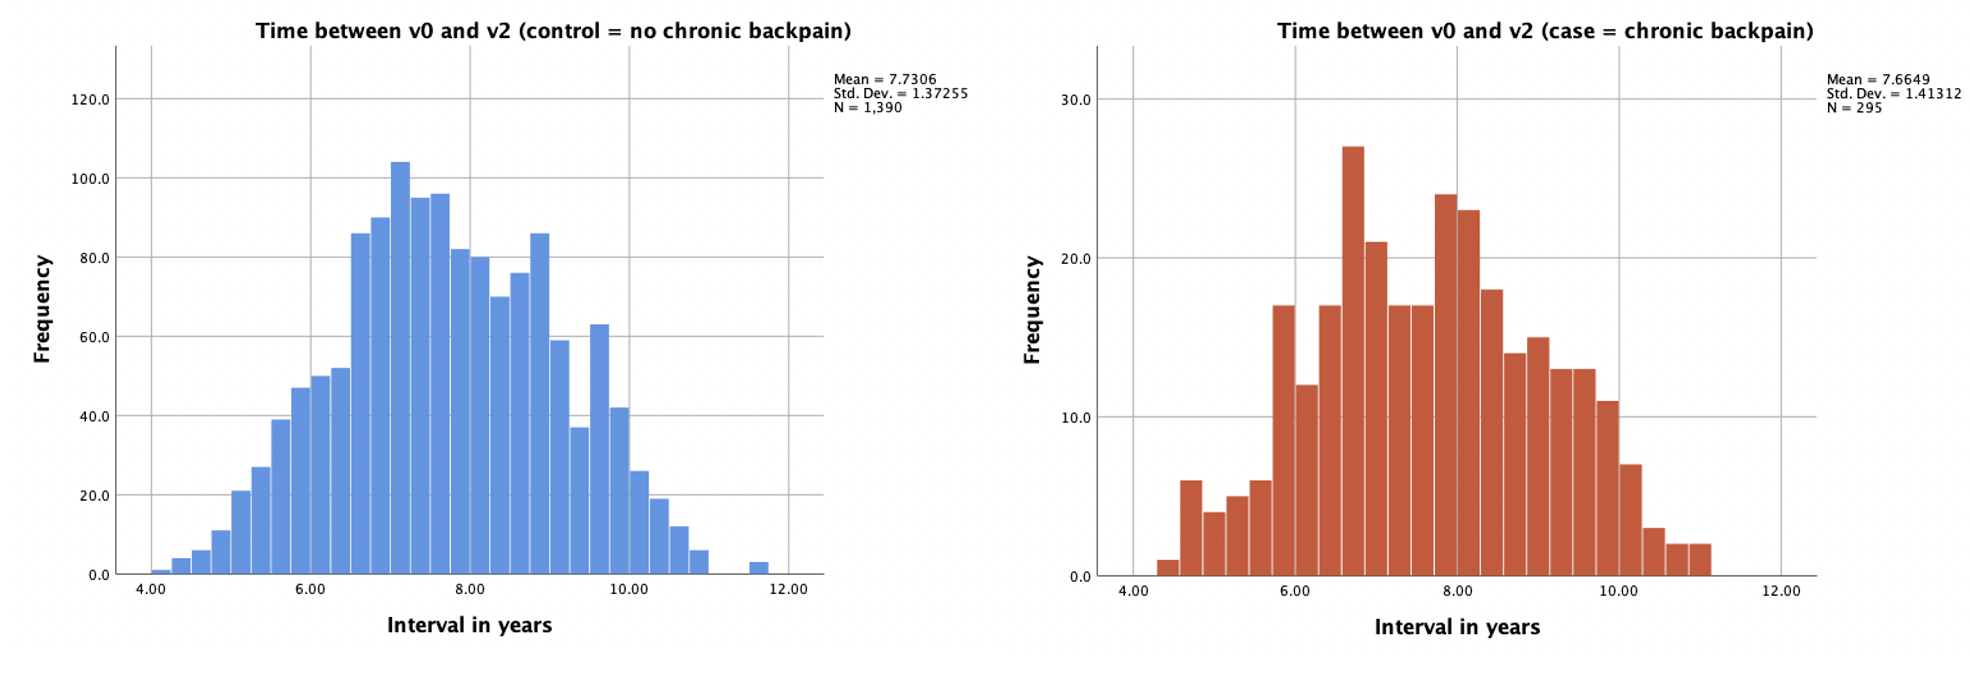 Time between v0 and v2 (control = no chronic backpain)
Mean = 7.7306
Std. Dev. = 1.37255
N = 1,390
120.0
100.0
80.0
60.0
40.0
20.0
0.0
Frequency
4.00 6.00 8.00 10.00 12.00
Interval in years
Time between v0 and v2 (case = chronic backpain)
Mean = 7.6649
Std. Dev. = 1.41312
N = 295
30.0
20.0
10.0
0.0
Frequency
4.00 6.00 8.00 10.00 12.00
Interval in years